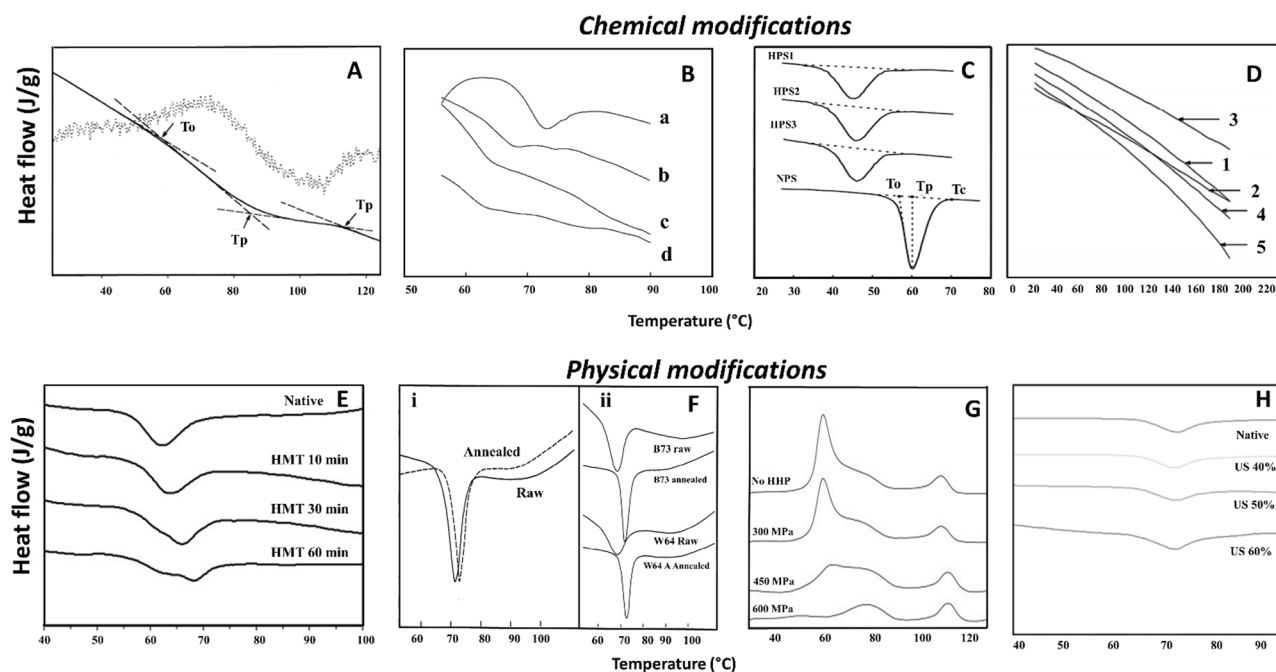 Chemical modifications
Heat flow (J/g)
A
To
Tp
Tp
40 60 80 100 120
B
a
b
c
d
50 60 70 80 90 100
C
HPS1
HPS2
HPS3
NPS
To Tp Tc
20 30 40 50 60 70 80
D
3
1
2
4
5
0 20 40 60 80 100 120 140 160 180 200 220
Temperature (°C)
Physical modifications
Heat flow (J/g)
E
Native
HMT 10 min
HMT 30 min
HMT 60 min
40 50 60 70 80 90 100
i
Annealed
Raw
ii
F
B73 raw
B73 annealed
W64 Raw
W64 A Anncaled
53 60 70 80 90 100
60 70 80 90 100
G
No HHP
300 MPa
450 MPa
600 MPa
40 60 80 100 120
H
Native
US 40%
US 50%
US 60%
40 50 60 70 80 90
Temperature (°C)